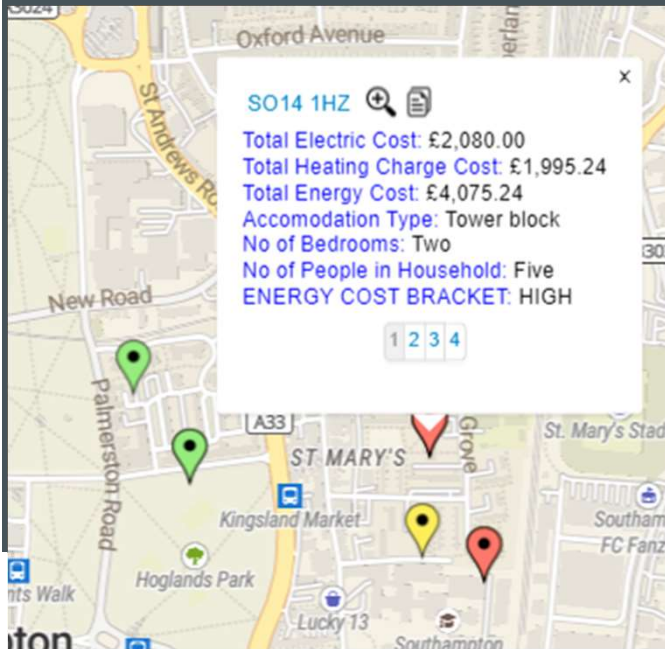 Oxford Avenue
St Andrews
SO14 1HZ
x
Total Electric Cost: £2,080.00
Total Heating Charge Cost: £1,995.24
Total Energy Cost: £4,075.24
Accomodation Type: Tower block
No of Bedrooms: Two
No of People in Household: Five
ENERGY COST BRACKET: HIGH
1 2 3 4
New Road
Palmerston Road
A33
Grove
ST MARY'S
St. Mary's Stad
Kingsland Market
Southam
FC Fanz
Hoglands Park
nts Walk
Lucky 13
Southampton
pton